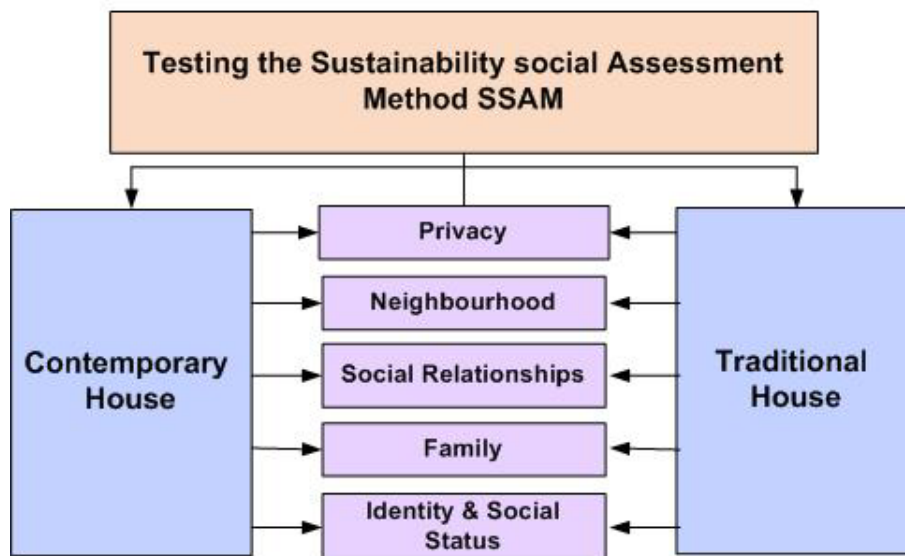 Testing the Sustainability social Assessment
Method SSAM
Contemporary
House
Privacy
Neighbourhood
Social Relationships
Family
Identity & Social
Status
Traditional
House